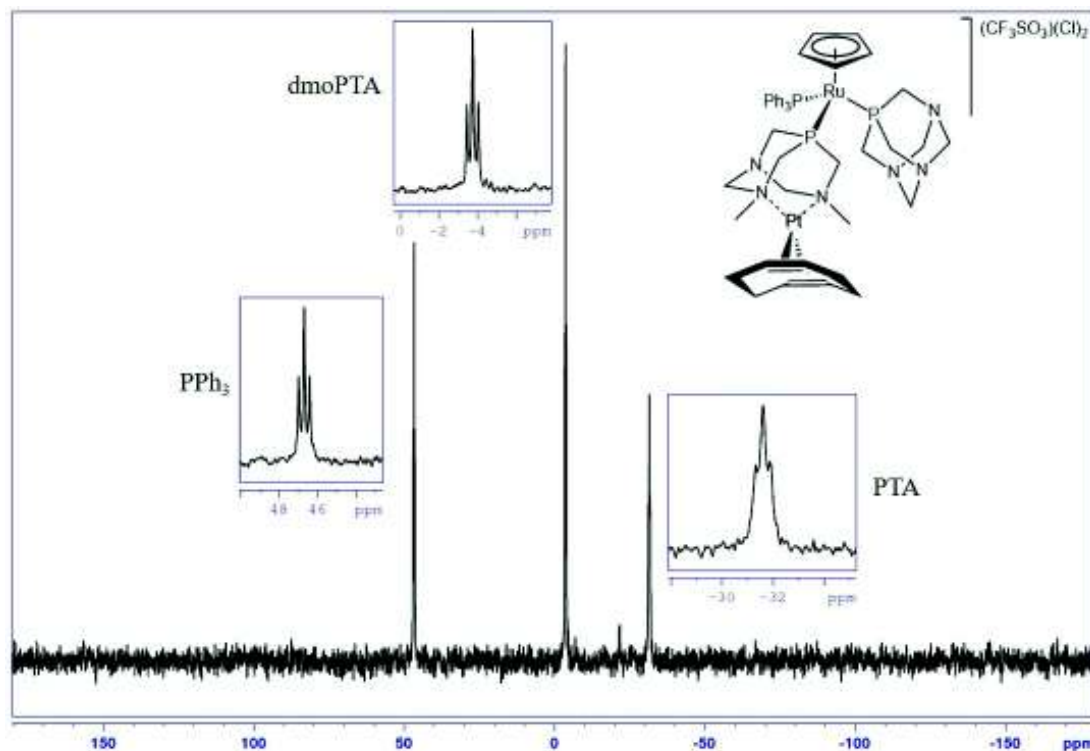 (CF₃SO₃)(Cl)₂
dmoPTA
Ru
Ph₃P
P
P
N
N
N
N
N
N
Pt
0 -2 -4 ppm
PPh₃
48 46 ppm
PTA
-30 -32 ppm
150 100 50 0 -50 -100 -150 ppm